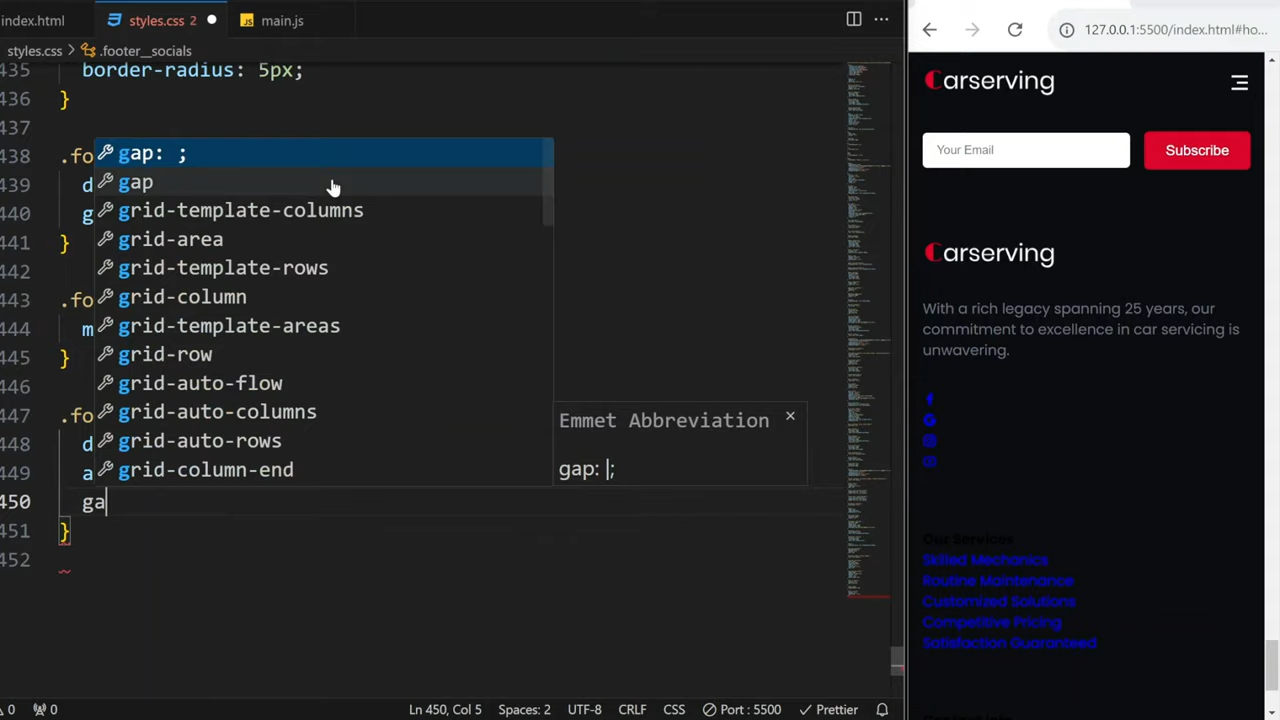 index.html
styles.css 2
JS main.js
127.0.0.1:5500/index.html#ho...
styles.css > .footer__socials
435 border-radius: 5px;
436 }
437
438 .fo
439 d
440 g
441 }
442
443 .fo
444 m
445 }
446
447 .fo
448 d
449 a
450 ga
451 }
452
gap: ;
gap
grid-template-columns
grid-area
grid-template-rows
grid-column
grid-template-areas
grid-row
grid-auto-flow
grid-auto-columns
grid-auto-rows
grid-column-end
Emmet Abbreviation
gap: |;
Carserving
Your Email
Subscribe
Carserving
With a rich legacy spanning 25 years, our
commitment to excellence in car servicing is
unwavering.
Our Services
Skilled Mechanics
Routine Maintenance
Customized Solutions
Competitive Pricing
Satisfaction Guaranteed
0 0 Ln 450, Col 5 Spaces: 2 UTF-8 CRLF CSS Port : 5500 Prettier